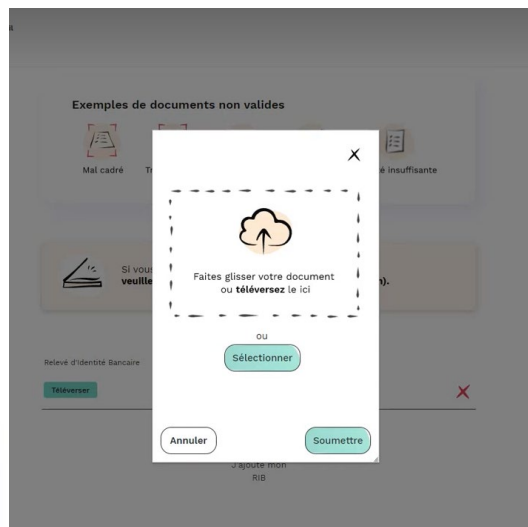 Exemples de documents non valides
Mal cadré
é insuffisante
Faites glisser votre document
ou téléversez le ici
Si vous
veuille
n).
ou
Sélectionner
Relevé d'Identité Bancaire
Téléverser
Annuler
Soumettre
J'ajoute mon
RIB